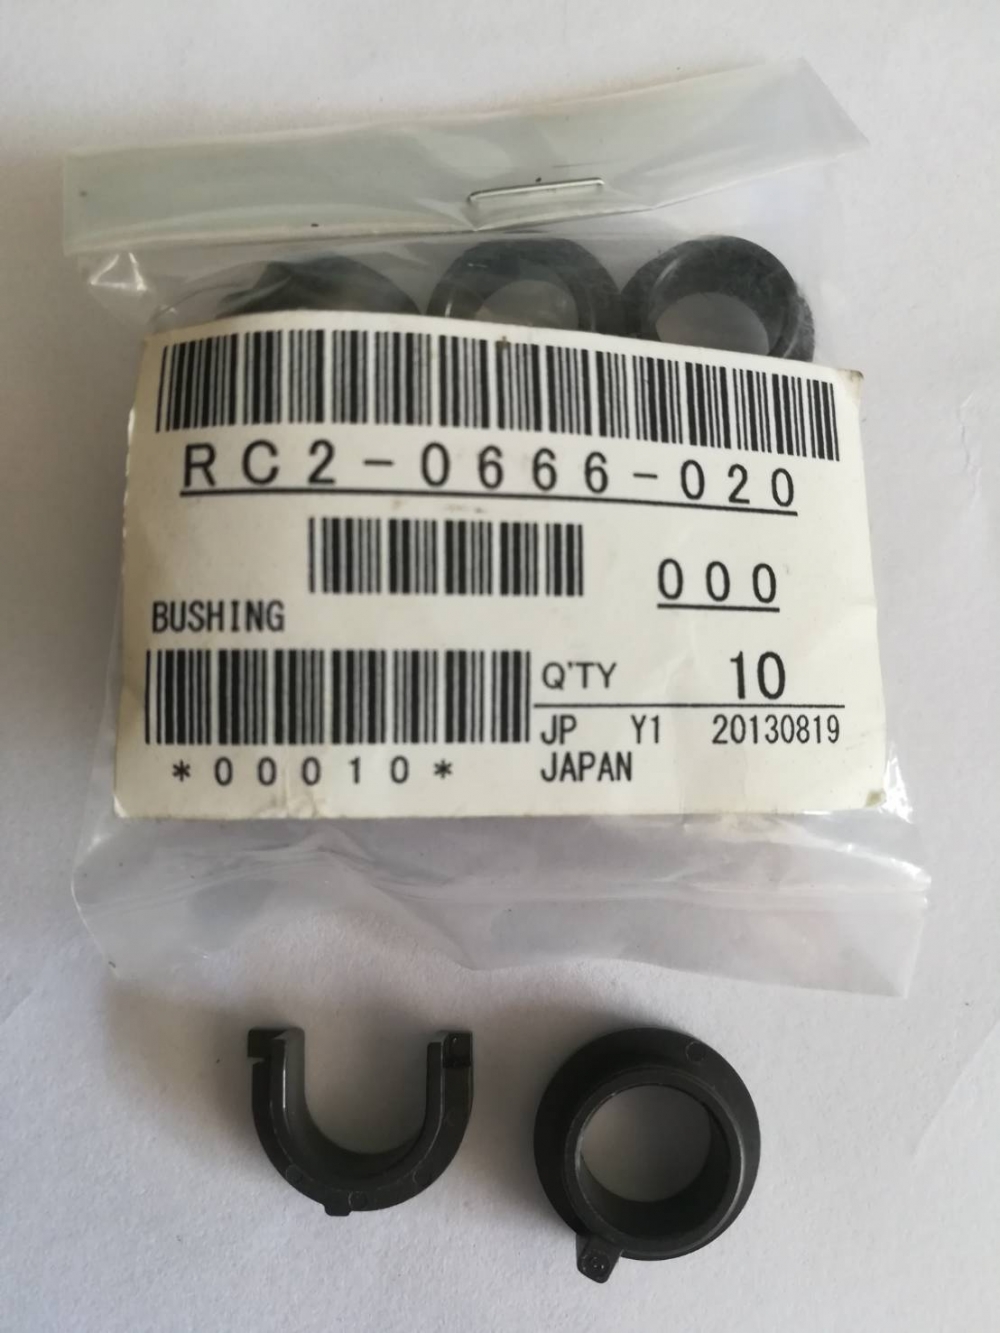 RC2-0666-020
000
BUSHING
Q'TY 10
JP Y1 20130819
*00010* JAPAN